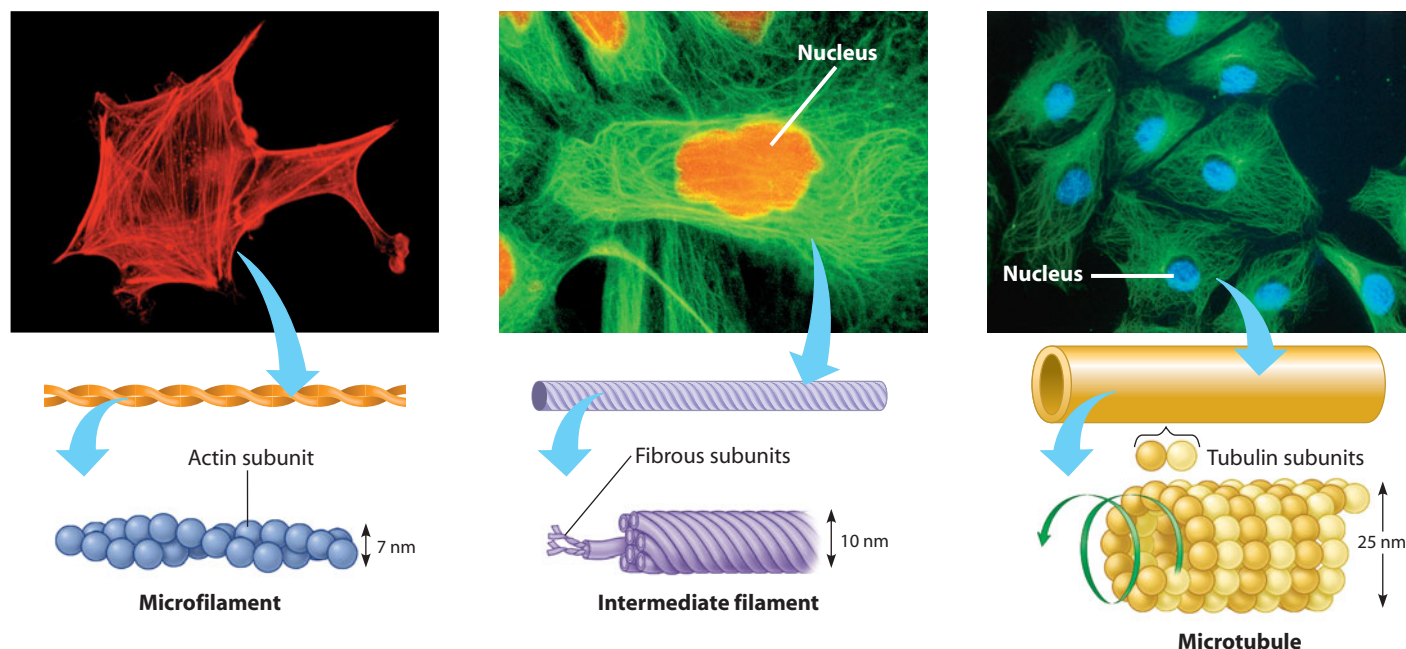 Nucleus
Nucleus
Actin subunit
7 nm
Microfilament
Fibrous subunits
10 nm
Intermediate filament
Tubulin subunits
25 nm
Microtubule